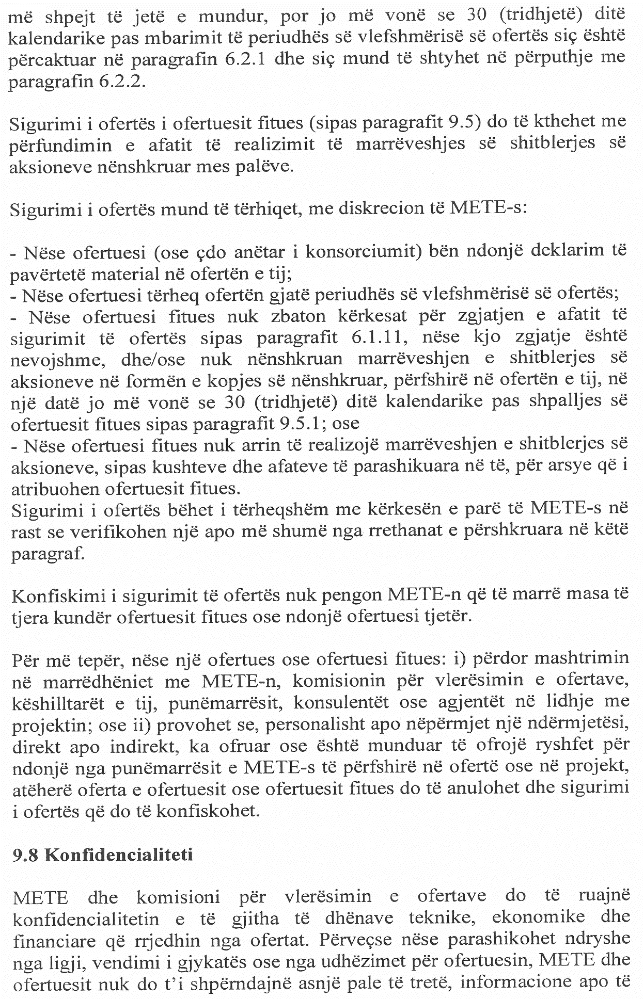 më shpejt të jetë e mundur, por jo më vonë se 30 (tridhjetë) ditë
kalendarike pas mbarimit të periudhës së vlefshmërisë së ofertës siç është
përcaktuar në paragrafin 6.2.1 dhe siç mund të shtyhet në përputhje me
paragrafin 6.2.2.
Sigurimi i ofertës i ofertuesit fitues (sipas paragrafit 9.5) do të kthehet me
përfundimin e afatit të realizimit të marrëveshjes së shitblerjes së
aksioneve nënshkruar mes palëve.
Sigurimi i ofertës mund të tërhiqet, me diskrecion të METE-s:
- Nëse ofertuesi (ose çdo anëtar i konsorciumit) bën ndonjë deklarim të
pavërtetë material në ofertën e tij;
- Nëse ofertuesi tërheq ofertën gjatë periudhës së vlefshmërisë së ofertës;
- Nëse ofertuesi fitues nuk zbaton kërkesat për zgjatjen e afatit të
sigurimit të ofertës sipas paragrafit 6.1.11, nëse kjo zgjatje është
nevojshme, dhe/ose nuk nënshkruan marrëveshjen e shitblerjes së
aksioneve në formën e kopjes së nënshkruar, përfshirë në ofertën e tij, në
një datë jo më vonë se 30 (tridhjetë) ditë kalendarike pas shpalljes së
ofertuesit fitues sipas paragrafit 9.5.1; ose
- Nëse ofertuesi fitues nuk arrin të realizojë marrëveshjen e shitblerjes së
aksioneve, sipas kushteve dhe afateve të parashikuara në të, për arsye që i
atribuohen ofertuesit fitues.
Sigurimi i ofertës bëhet i tërheqshëm me kërkesën e parë të METE-s në
rast se verifikohen një apo më shumë nga rrethanat e përshkruara në këtë
paragraf.
Konfiskimi i sigurimit të ofertës nuk pengon METE-n që të marrë masa të
tjera kundër ofertuesit fitues ose ndonjë ofertuesi tjetër.
Për më tepër, nëse një ofertues ose ofertuesi fitues: i) përdor mashtrimin
në marrëdhëniet me METE-n, komisionin për vlerësimin e ofertave,
këshilltarët e tij, punëmarrësit, konsulentët ose agjentët në lidhje me
projektin; ose ii) provohet se, personalisht apo nëpërmjet një ndërmjetësi,
direkt apo indirekt, ka ofruar ose është munduar të ofrojë ryshfet për
ndonjë nga punëmarrësit e METE-s të përfshirë në ofertë ose në projekt,
atëherë oferta e ofertuesit ose ofertuesit fitues do të anulohet dhe sigurimi
i ofertës që do të konfiskohet.
9.8 Konfidencialiteti
METE dhe komisioni për vlerësimin e ofertave do të ruajnë
konfidencialitetin e të gjitha të dhënave teknike, ekonomike dhe
financiare që rrjedhin nga ofertat. Përveçse nëse parashikohet ndryshe
nga ligji, vendimi i gjykatës ose nga udhëzimet për ofertuesin, METE dhe
ofertuesit nuk do t’i shpërndajnë asnjë pale të tretë, informacione apo të